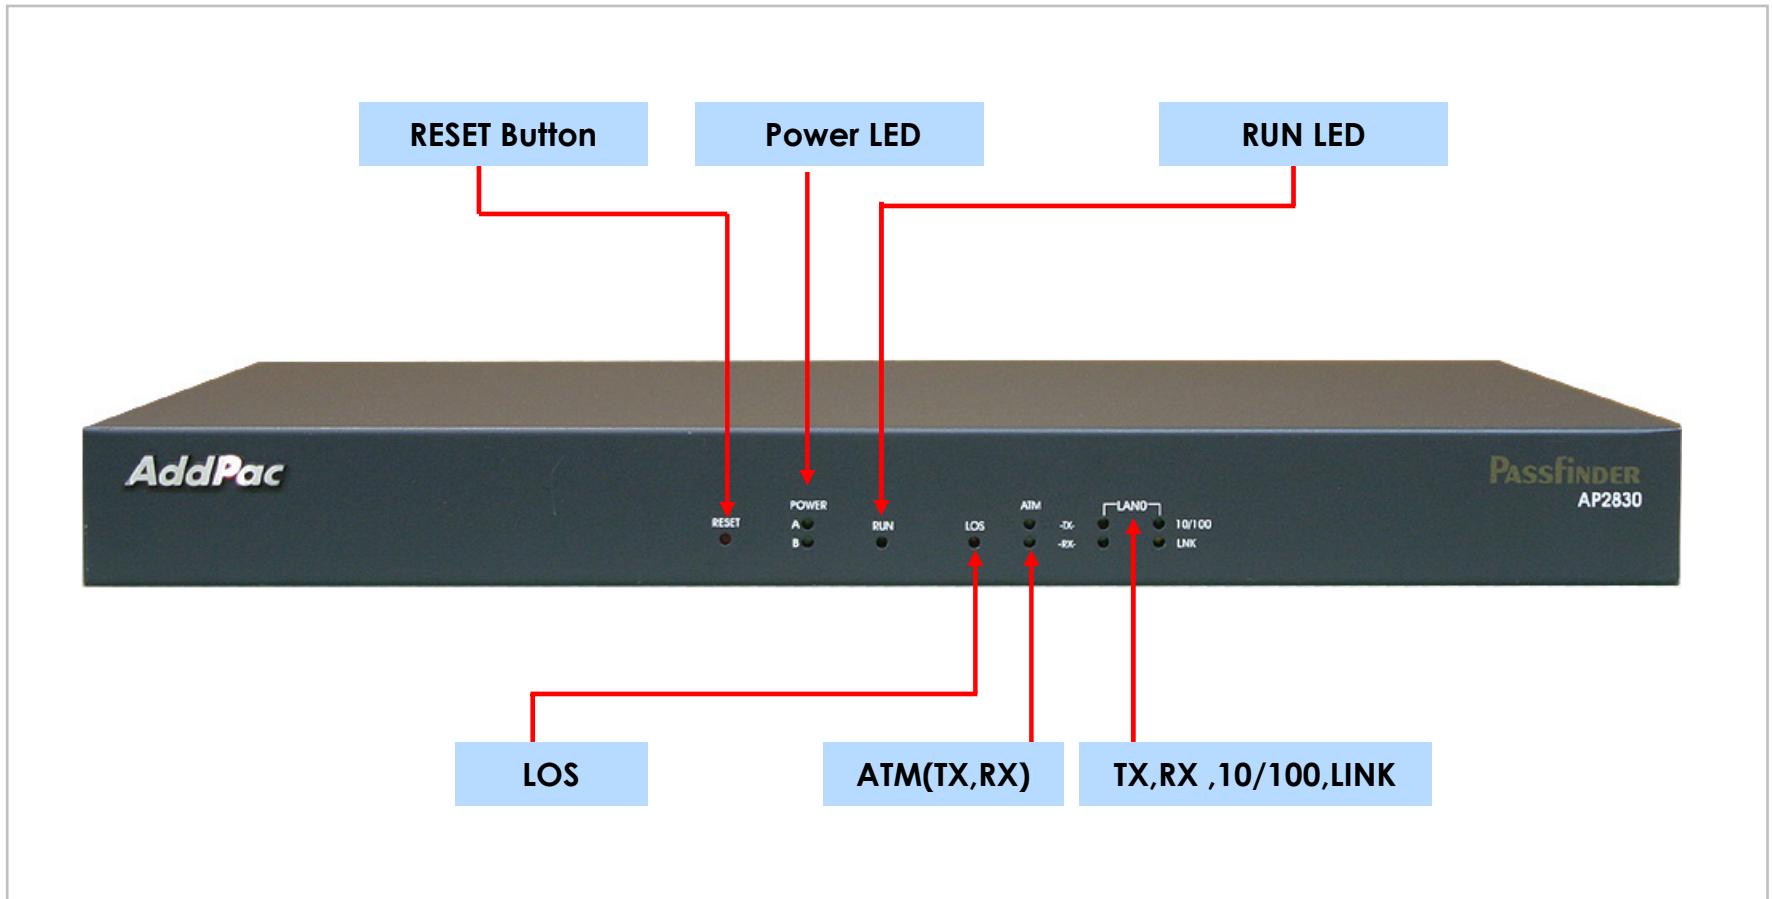 RESET Button
Power LED
RUN LED
AddPac
PASSFINDER
AP2830
POWER
RESET
A
B
RUN
LOS
ATM
-TX-
-RX-
LAN0
10/100
LNK
LOS
ATM(TX,RX)
TX,RX ,10/100,LINK